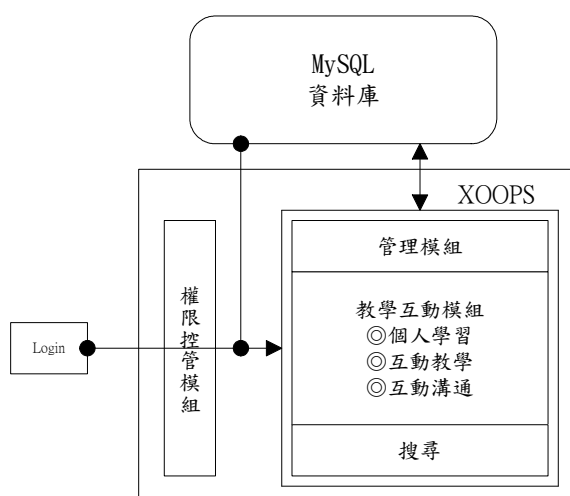 MySQL
資料庫
XOOPS
管理模組
教學互動模組
◎個人學習
◎互動教學
◎互動溝通
搜尋
權限控管模組
Login